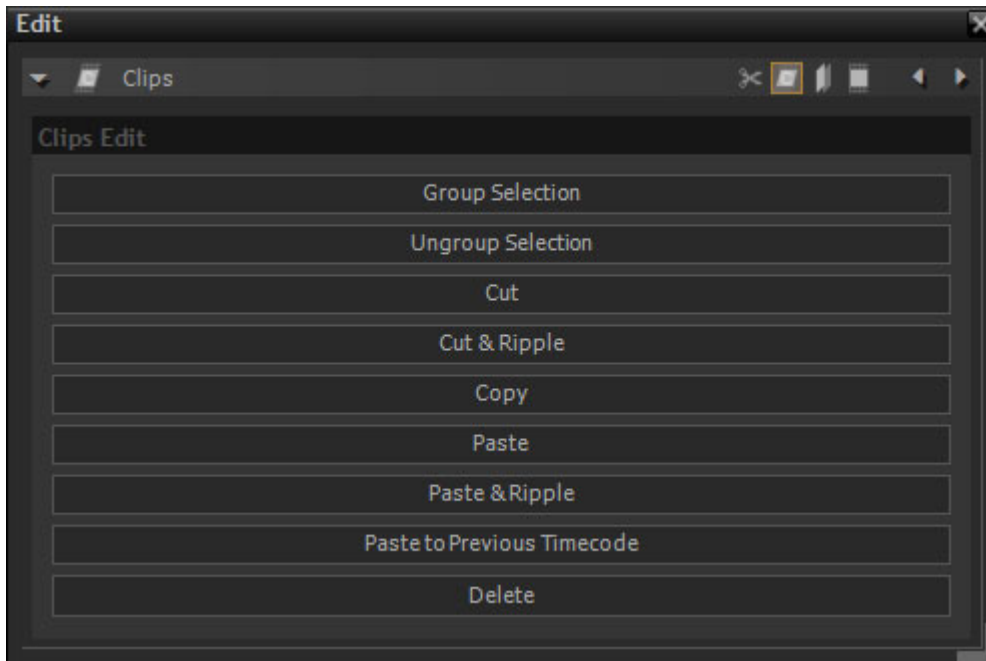 Edit
Clips
Clips Edit
Group Selection
Ungroup Selection
Cut
Cut & Ripple
Copy
Paste
Paste & Ripple
Paste to Previous Timecode
Delete